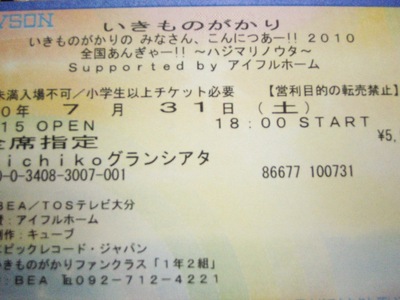 YSON
いきものがかり
いきものがかりの みなさん、こんにつあー!! 2010
全国あんぎゃー!! ～ハジマリノウタ～
Supported by アイフルホーム
未満入場不可／小学生以上チケット必要 【営利目的の転売禁止】
0年 7月 31日（土）
15 OPEN 18:00 START
席指定 ¥5,
ichikoグランシアタ
0-0-3408-3007-001 86677 100731
BEA／TOSテレビ大分
：アイフルホーム
制作：キューブ
ピックレコード・ジャパン
きものがかりファンクラス「1年2組」
：BEA ℡092-712-4221